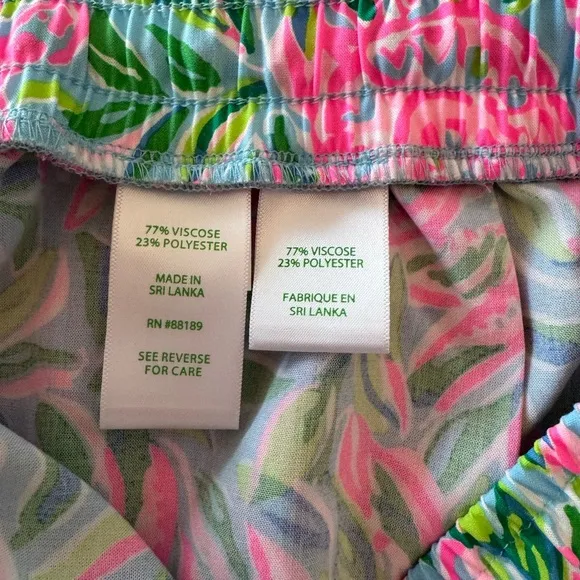 77% VISCOSE
23% POLYESTER
MADE IN
SRI LANKA
RN #88189
SEE REVERSE
FOR CARE
77% VISCOSE
23% POLYESTER
FABRIQUE EN
SRI LANKA